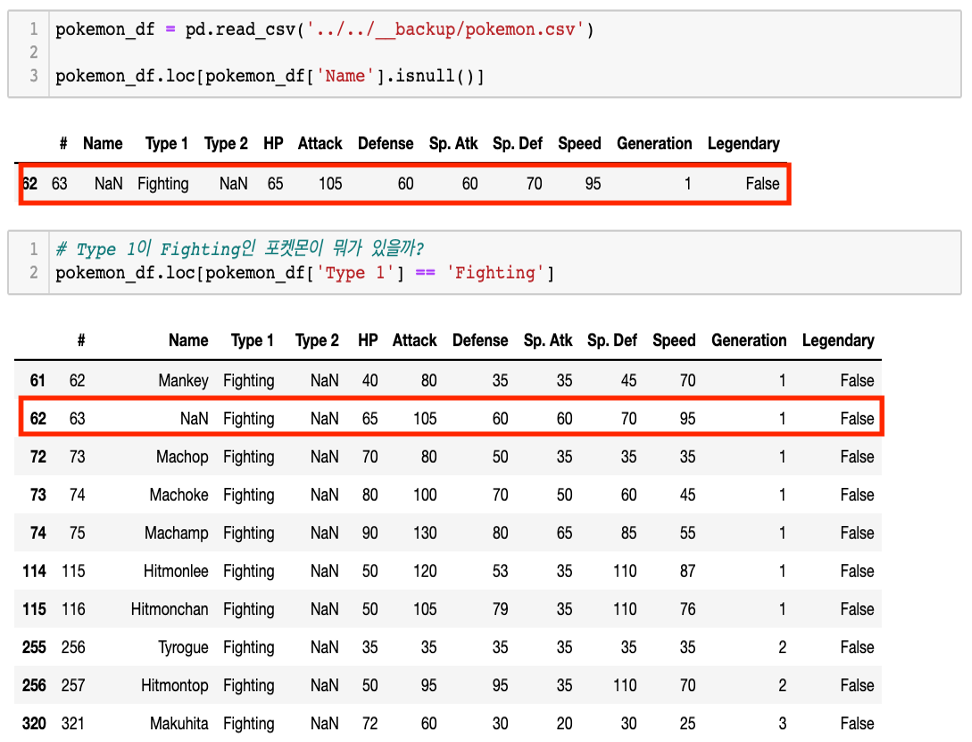 1 pokemon_df = pd.read_csv('../../__backup/pokemon.csv')
2
3 pokemon_df.loc[pokemon_df['Name'].isnull()]
# Name Type 1 Type 2 HP Attack Defense Sp. Atk Sp. Def Speed Generation Legendary
62 63 NaN Fighting NaN 65 105 60 60 70 95 1 False
1 # Type 1이 Fighting인 포켓몬이 뭐가 있을까?
2 pokemon_df.loc[pokemon_df['Type 1'] == 'Fighting']
# Name Type 1 Type 2 HP Attack Defense Sp. Atk Sp. Def Speed Generation Legendary
61 62 Mankey Fighting NaN 40 80 35 35 45 70 1 False
62 63 NaN Fighting NaN 65 105 60 60 70 95 1 False
72 73 Machop Fighting NaN 70 80 50 35 35 35 1 False
73 74 Machoke Fighting NaN 80 100 70 50 60 45 1 False
74 75 Machamp Fighting NaN 90 130 80 65 85 55 1 False
114 115 Hitmonlee Fighting NaN 50 120 53 35 110 87 1 False
115 116 Hitmonchan Fighting NaN 50 105 79 35 110 76 1 False
255 256 Tyrogue Fighting NaN 35 35 35 35 35 35 2 False
256 257 Hitmontop Fighting NaN 50 95 95 35 110 70 2 False
320 321 Makuhita Fighting NaN 72 60 30 20 30 25 3 False